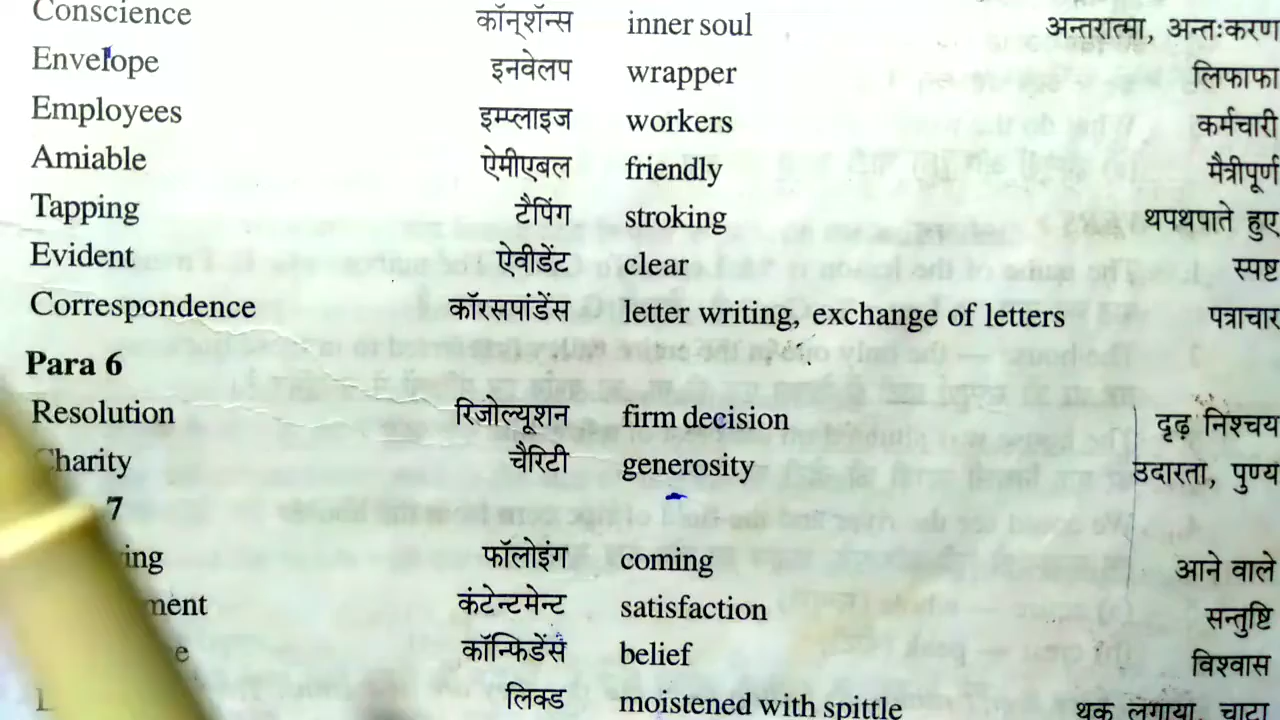 Conscience कॉन्शॅन्स inner soul अन्तरात्मा, अन्तःकरण
Envelope इनवेलप wrapper लिफाफा
Employees इम्प्लाइज workers कर्मचारी
Amiable ऐमीएबल friendly मैत्रीपूर्ण
Tapping टैपिंग stroking थपथपाते हुए
Evident ऐवीडेंट clear स्पष्ट
Correspondence कॉरसपांडेंस letter writing, exchange of letters पत्राचार
Para 6
Resolution रिजोल्यूशन firm decision दृढ़ निश्चय
Charity चैरिटी generosity उदारता, पुण्य
7
ing फॉलोइंग coming आने वाले
ment कंटेन्टमेन्ट satisfaction सन्तुष्टि
e कॉन्फिडेंस belief विश्वास
L लिक्ड moistened with spittle थूक लगाया, चाटा